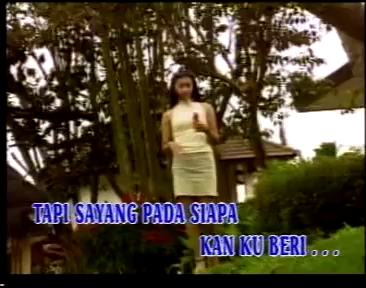 TAPI SAYANG PADA SIAPA
KAN KU BERI . . .